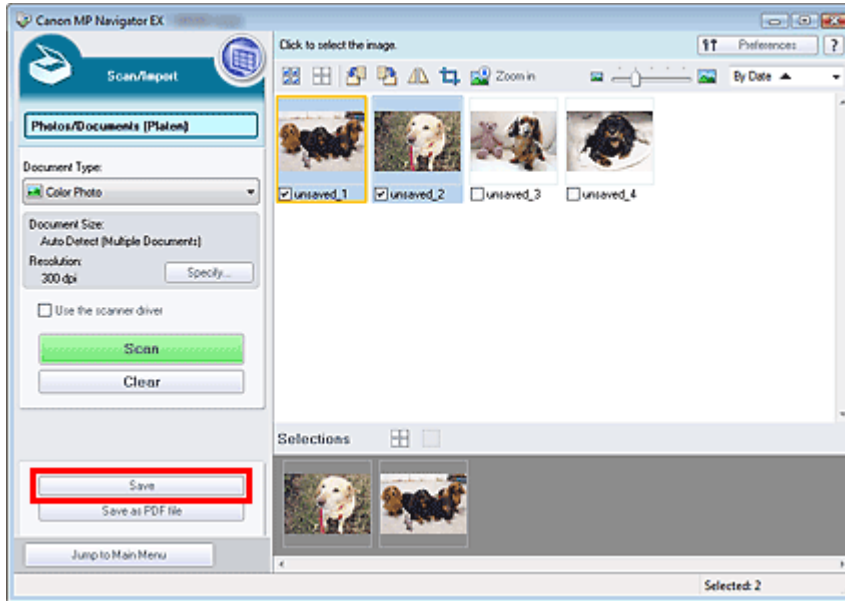 Canon MP Navigator EX
Click to select the image.
Preferences
?
Scan/Import
Zoom in
By Date
Photos/Documents (Platen)
Document Type:
Color Photo
unsaved_1
unsaved_2
unsaved_3
unsaved_4
Document Size:
Auto Detect (Multiple Documents)
Resolution:
300 dpi
Specify...
Use the scanner driver
Scan
Clear
Selections
Save
Save as PDF file
Jump to Main Menu
Selected: 2